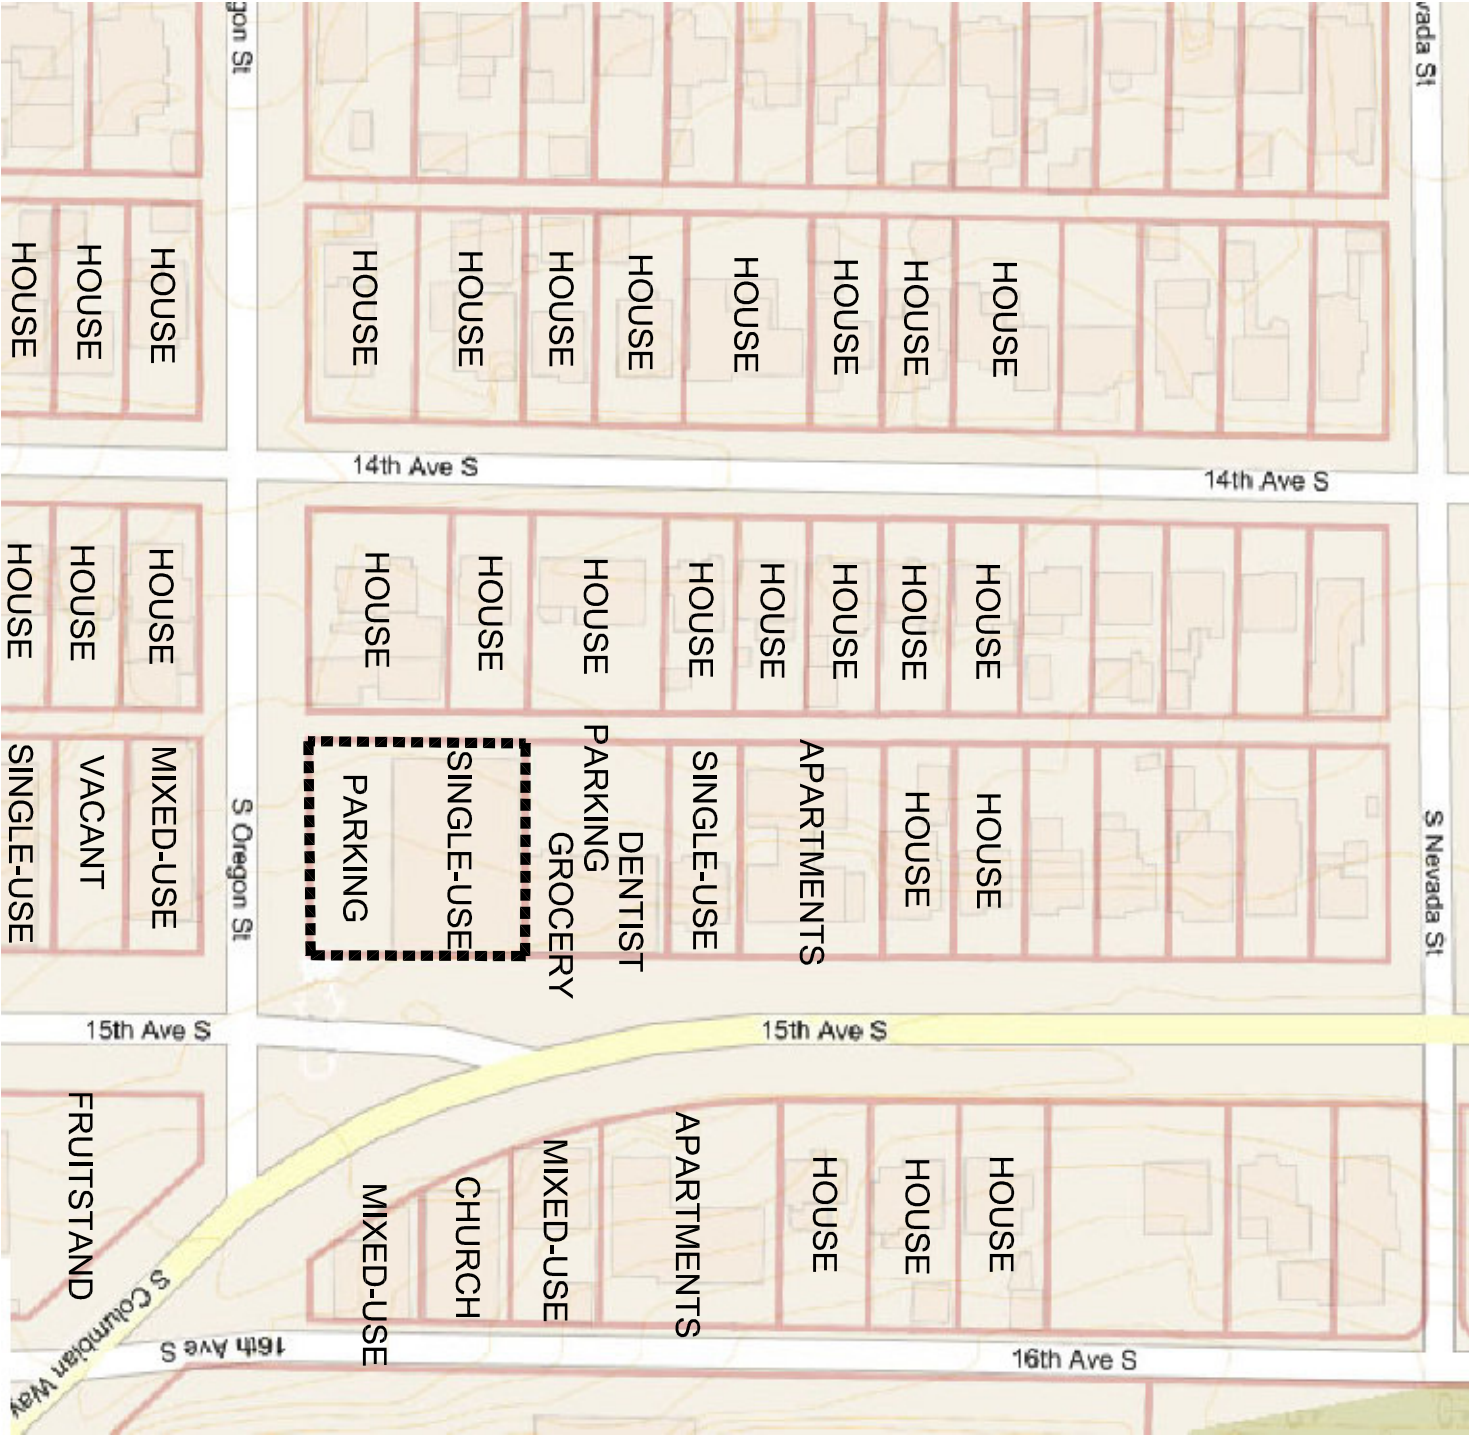 gon St
vada St
HOUSE
HOUSE
HOUSE
HOUSE
HOUSE
HOUSE
HOUSE
HOUSE
HOUSE
HOUSE
HOUSE
14th Ave S
14th Ave S
HOUSE
HOUSE
HOUSE
HOUSE
HOUSE
HOUSE
HOUSE
HOUSE
HOUSE
HOUSE
HOUSE
SINGLE-USE
VACANT
MIXED-USE
S Oregon St
PARKING
SINGLE-USE
GROCERY
PARKING
DENTIST
SINGLE-USE
APARTMENTS
HOUSE
HOUSE
S Nevada St
15th Ave S
15th Ave S
FRUITSTAND
MIXED-USE
CHURCH
MIXED-USE
APARTMENTS
HOUSE
HOUSE
HOUSE
S Columbian Way
16th Ave S
16th Ave S